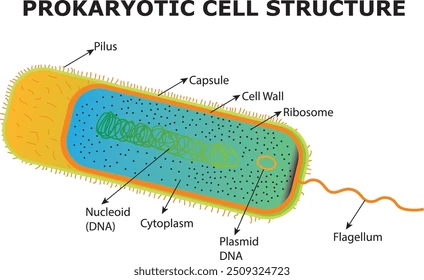 PROKARYOTIC CELL STRUCTURE
Pilus
Capsule
Cell Wall
Ribosome
Nucleoid
(DNA)
Cytoplasm
Plasmid
DNA
Flagellum
shutterstock.com · 2509324723